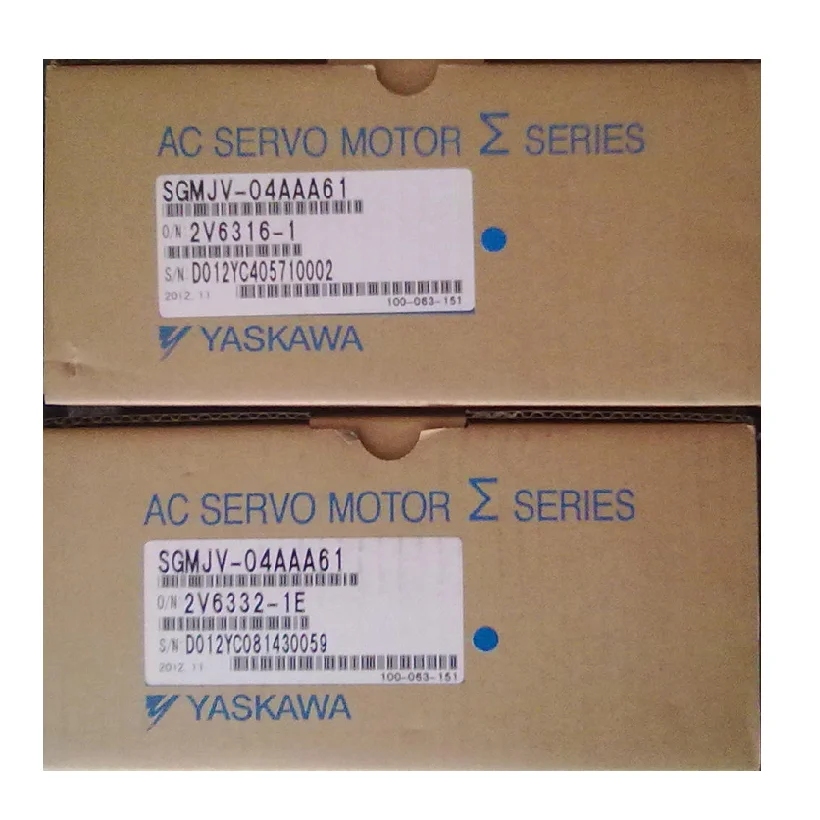 AC SERVO MOTOR Σ SERIES
SGMJV-04AAA61
O/N 2V6316-1
S/N D012YC405710002
2012.11
100-063-151
YASKAWA
AC SERVO MOTOR Σ SERIES
SGMJV-04AAA61
O/N 2V6332-1E
S/N D012YC081430059
2012.11
100-063-151
YASKAWA